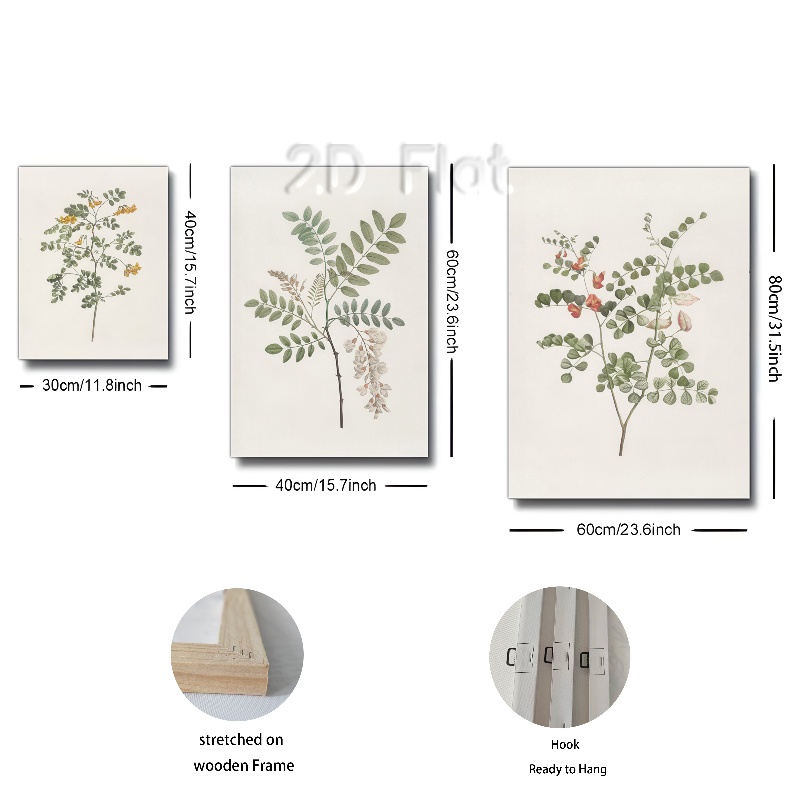 2D Flat
40cm/15.7inch
30cm/11.8inch
60cm/23.6inch
40cm/15.7inch
80cm/31.5inch
60cm/23.6inch
stretched on
wooden Frame
Hook
Ready to Hang